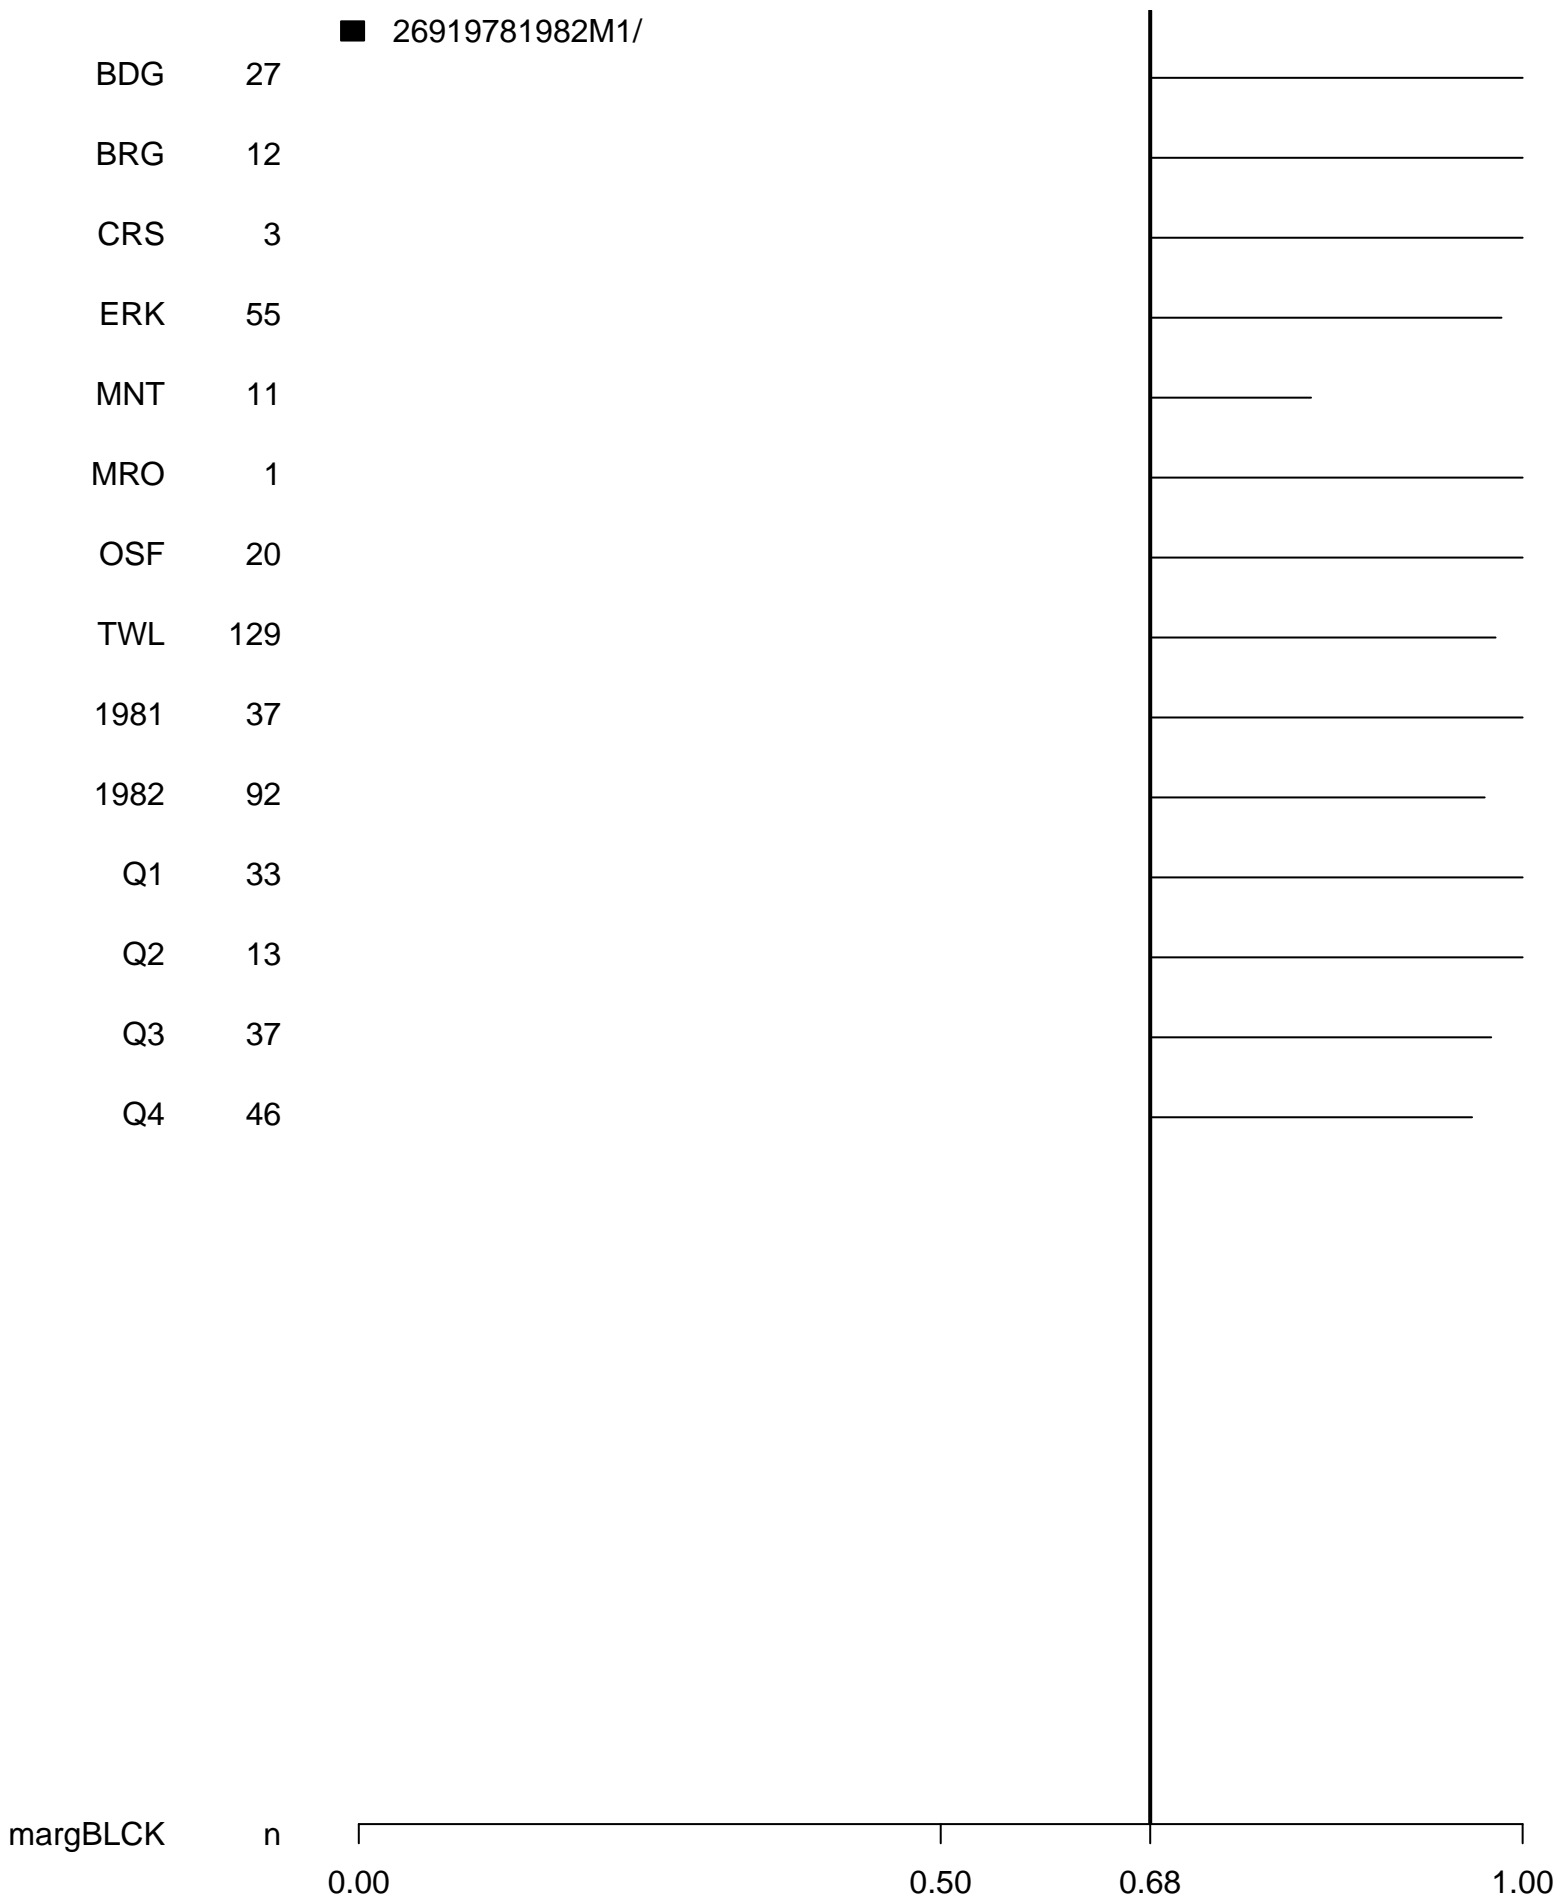 26919781982M1/
BDG 27
BRG 12
CRS 3
ERK 55
MNT 11
MRO 1
OSF 20
TWL 129
1981 37
1982 92
Q1 33
Q2 13
Q3 37
Q4 46
margBLCK n
0.00 0.50 0.68 1.00